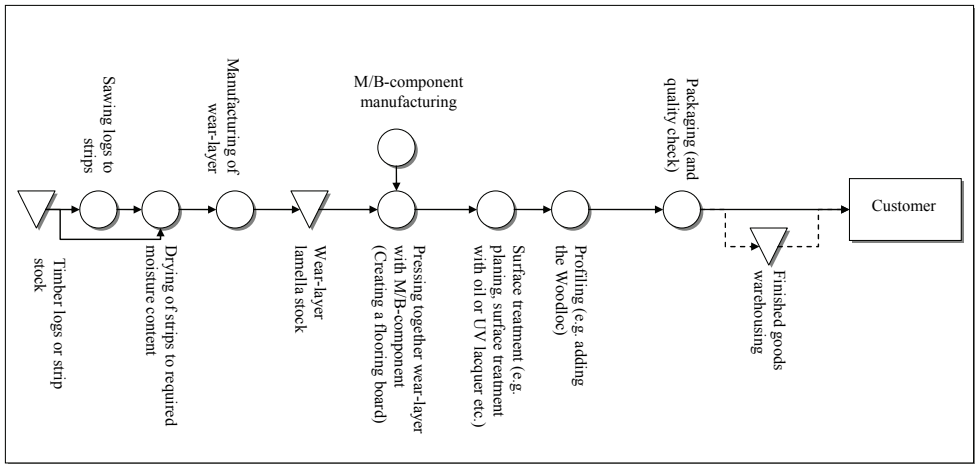 Timber logs or strip
stock
Sawing logs to
strips
Drying of strips to required
moisture content
Manufacturing of
wear-layer
Wear-layer
lamella stock
M/B-component
manufacturing
Pressing together wear-layer
with M/B-component
(Creating a flooring board)
Surface treatment (e.g.
planing, surface treatment
with oil or UV lacquer etc.)
Profiling (e.g. adding
the Woodloc)
Packaging (and
quality check)
Finished goods
warehousing
Customer